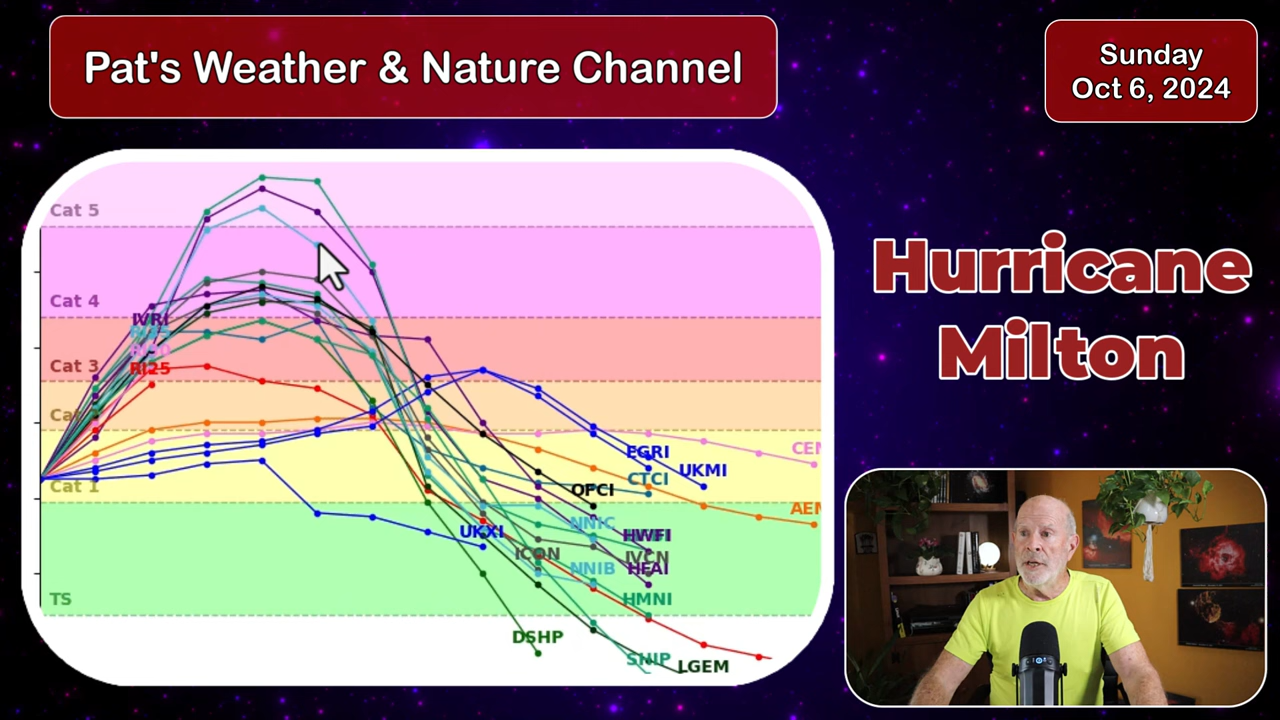 Pat's Weather & Nature Channel
Sunday
Oct 6, 2024
Hurricane
Milton
Cat 5
Cat 4
IVRI
Cat 3
RI25
Cat 1
EGRI
CEM
UKMI
CTCI
OFCI
AEM
NNIC
UKXI
HWFI
ICON
IVCN
NNIB
HFAI
TS
HMNI
DSHP
SHIP
LGEM